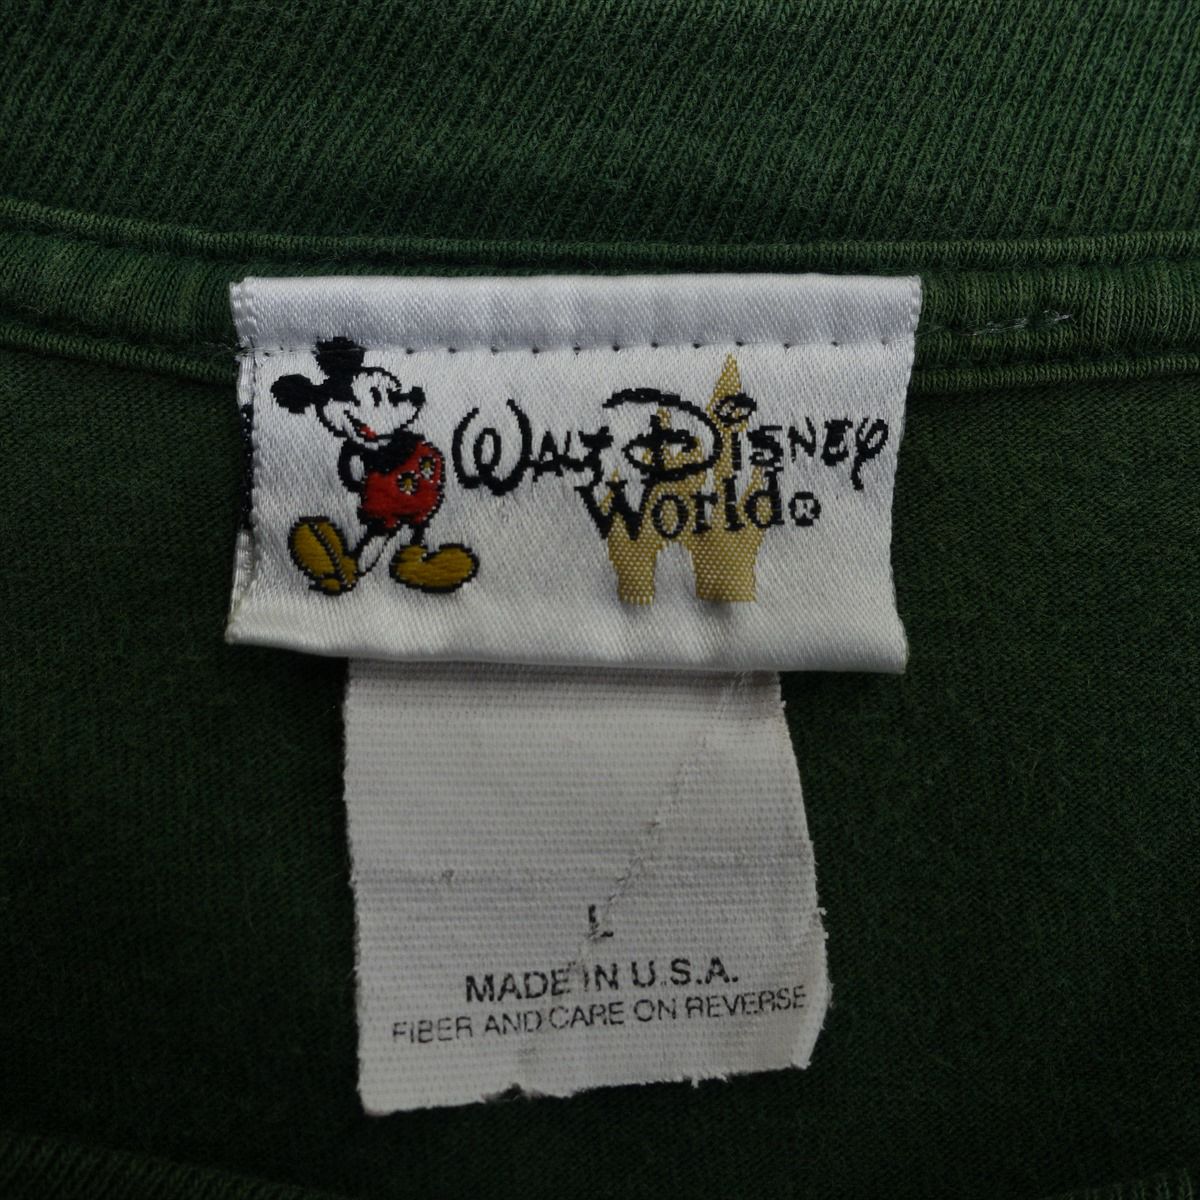 WALT DISNEY
World®
L
MADE IN U.S.A.
FIBER AND CARE ON REVERSE